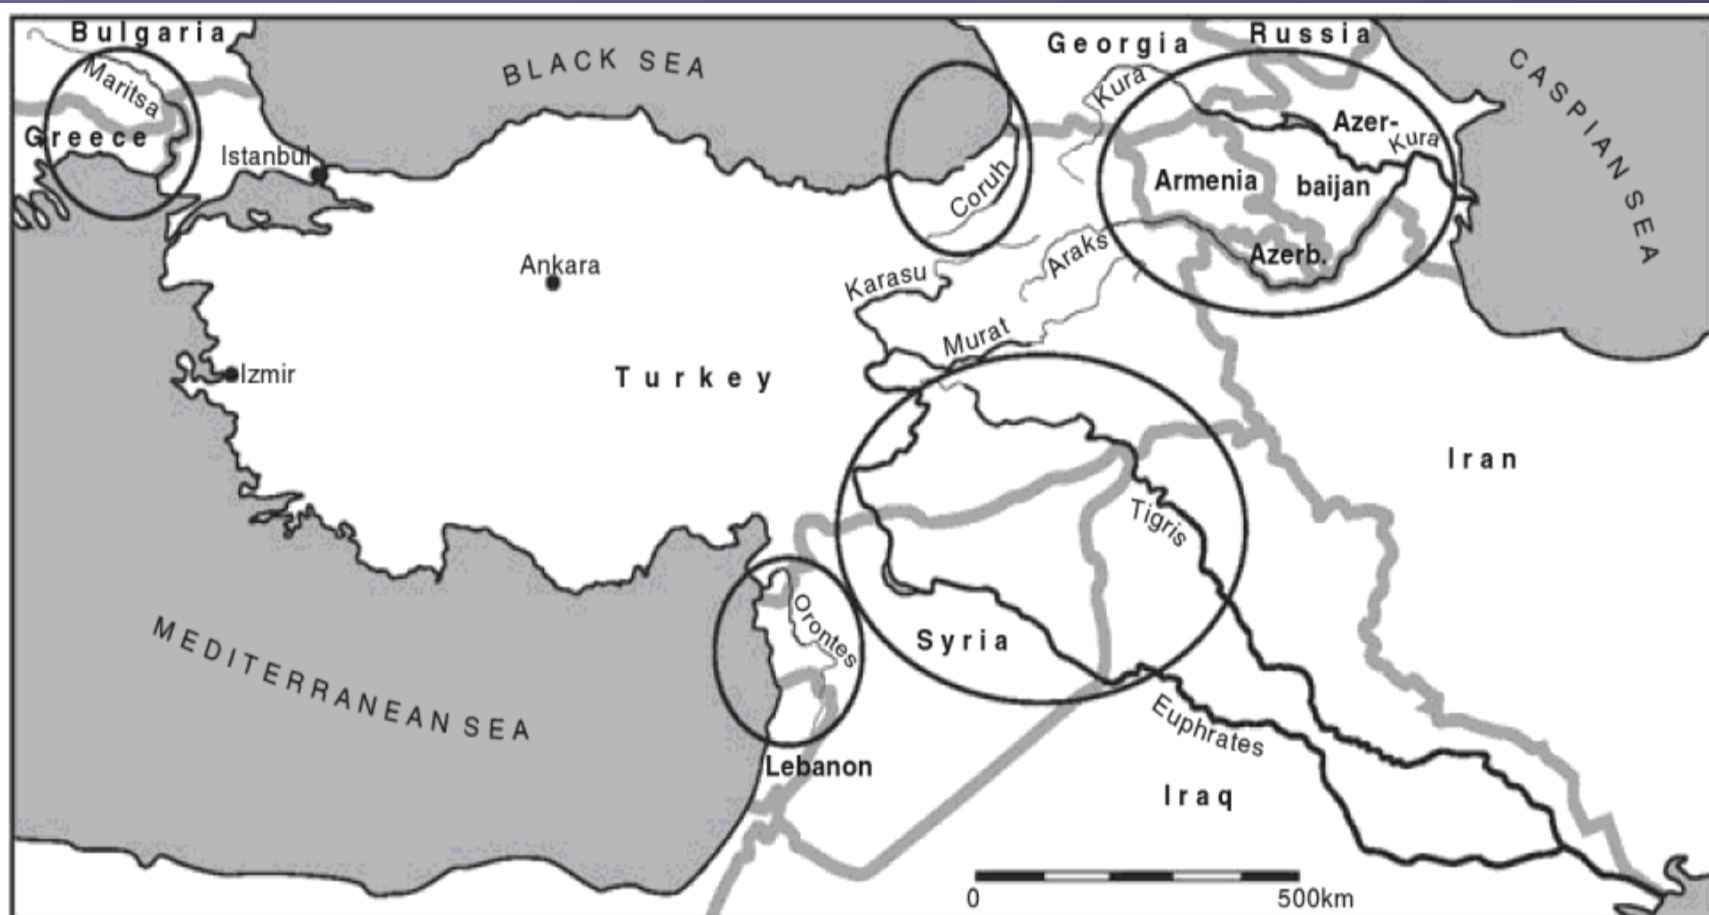 Bulgaria
BLACK SEA
Georgia
Russia
CASPIAN SEA
Maritsa
Kura
Greece
Azer-
Kura
Istanbul
Armenia
baijan
Coruh
Araks
Azerb.
Ankara
Karasu
Murat
Izmir
Turkey
Iran
Tigris
Orontes
Syria
MEDITERRANEAN SEA
Euphrates
Lebanon
Iraq
0 500km